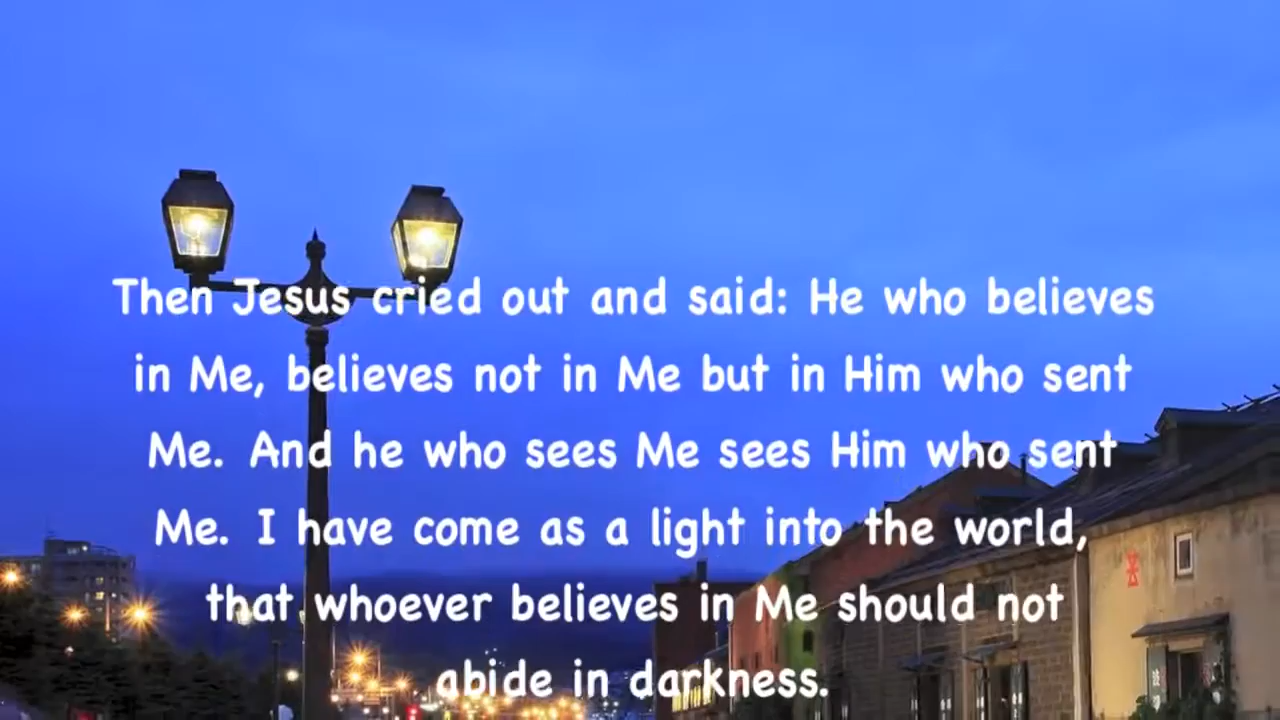 Then Jesus cried out and said: He who believes
in Me, believes not in Me but in Him who sent
Me. And he who sees Me sees Him who sent
Me. I have come as a light into the world,
that whoever believes in Me should not
abide in darkness.